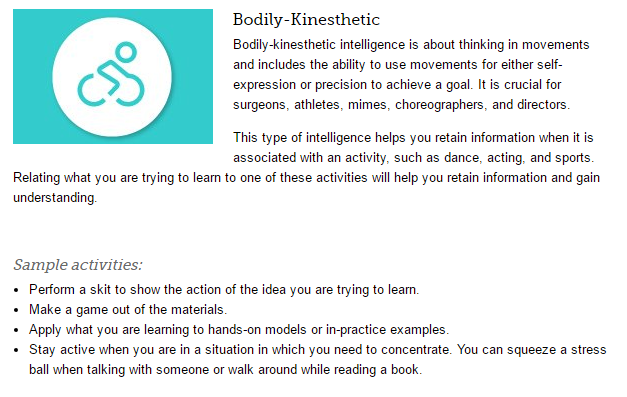 Bodily-Kinesthetic
Bodily-kinesthetic intelligence is about thinking in movements
and includes the ability to use movements for either self-
expression or precision to achieve a goal. It is crucial for
surgeons, athletes, mimes, choreographers, and directors.
This type of intelligence helps you retain information when it is
associated with an activity, such as dance, acting, and sports.
Relating what you are trying to learn to one of these activities will help you retain information and gain
understanding.
Sample activities:
• Perform a skit to show the action of the idea you are trying to learn.
• Make a game out of the materials.
• Apply what you are learning to hands-on models or in-practice examples.
• Stay active when you are in a situation in which you need to concentrate. You can squeeze a stress
ball when talking with someone or walk around while reading a book.